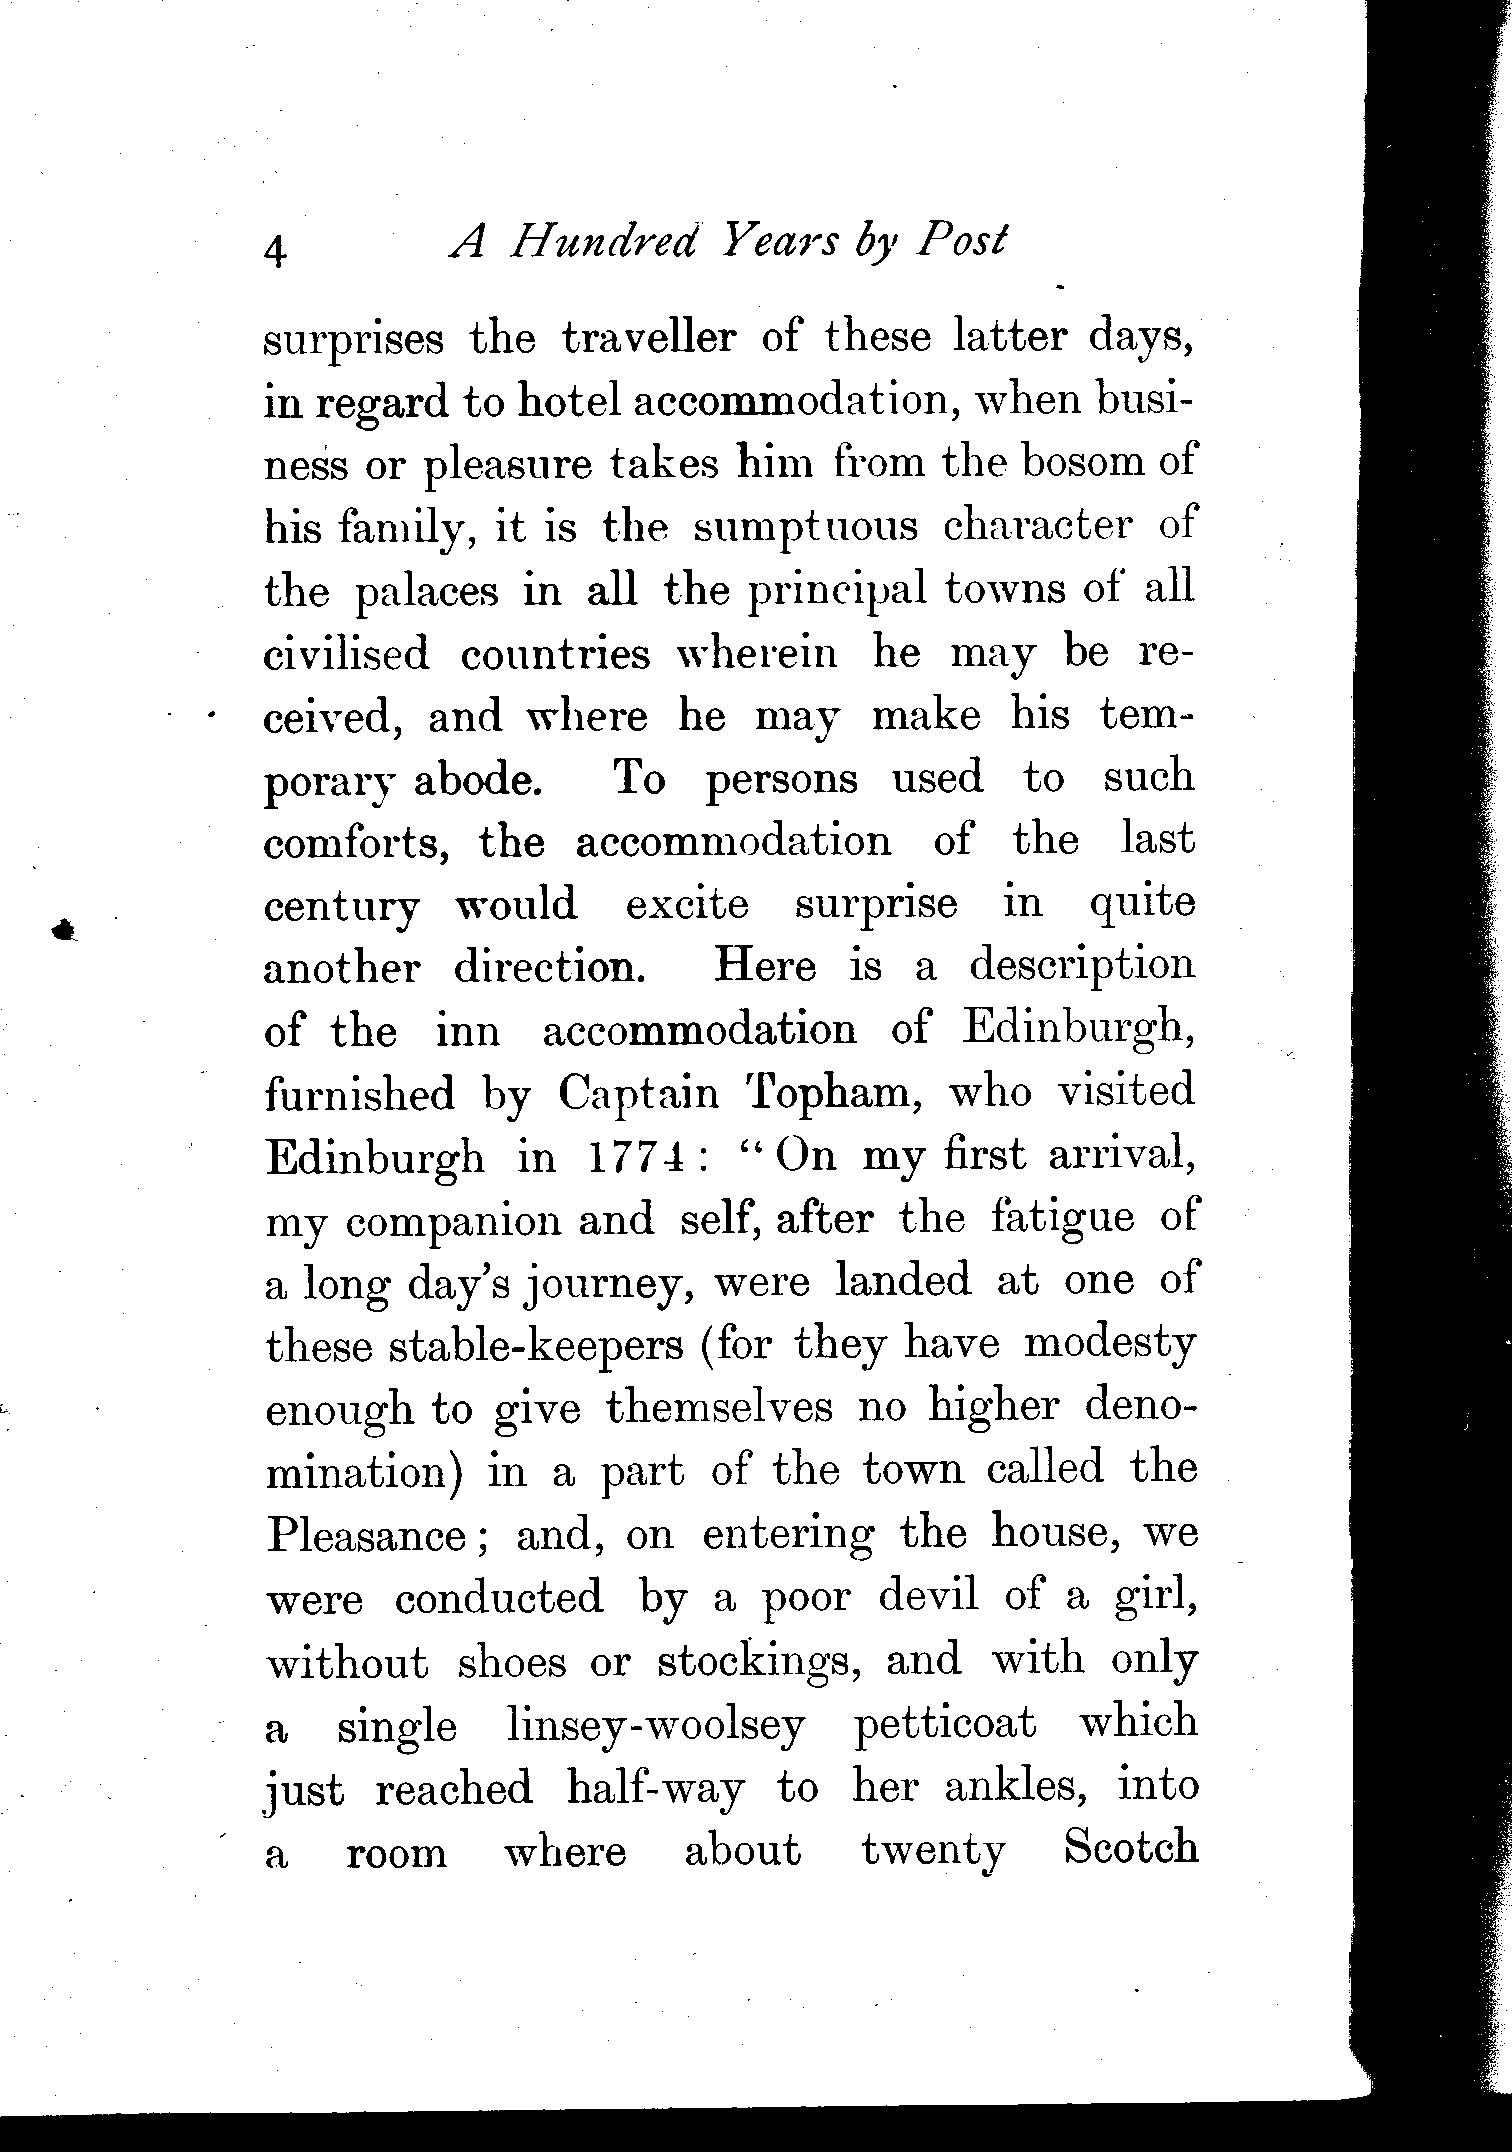 4 A Hundred Years by Post
surprises the traveller of these latter days,
in regard to hotel accommodation, when busi-
ness or pleasure takes him from the bosom of
his family, it is the sumptuous character of
the palaces in all the principal towns of all
civilised countries wherein he may be re-
ceived, and where he may make his tem-
porary abode. To persons used to such
comforts, the accommodation of the last
century would excite surprise in quite
another direction. Here is a description
of the inn accommodation of Edinburgh,
furnished by Captain Topham, who visited
Edinburgh in 1774: “On my first arrival,
my companion and self, after the fatigue of
a long day's journey, were landed at one of
these stable-keepers (for they have modesty
enough to give themselves no higher deno-
mination) in a part of the town called the
Pleasance; and, on entering the house, we
were conducted by a poor devil of a girl,
without shoes or stockings, and with only
a single linsey-woolsey petticoat which
just reached half-way to her ankles, into
a room where about twenty Scotch